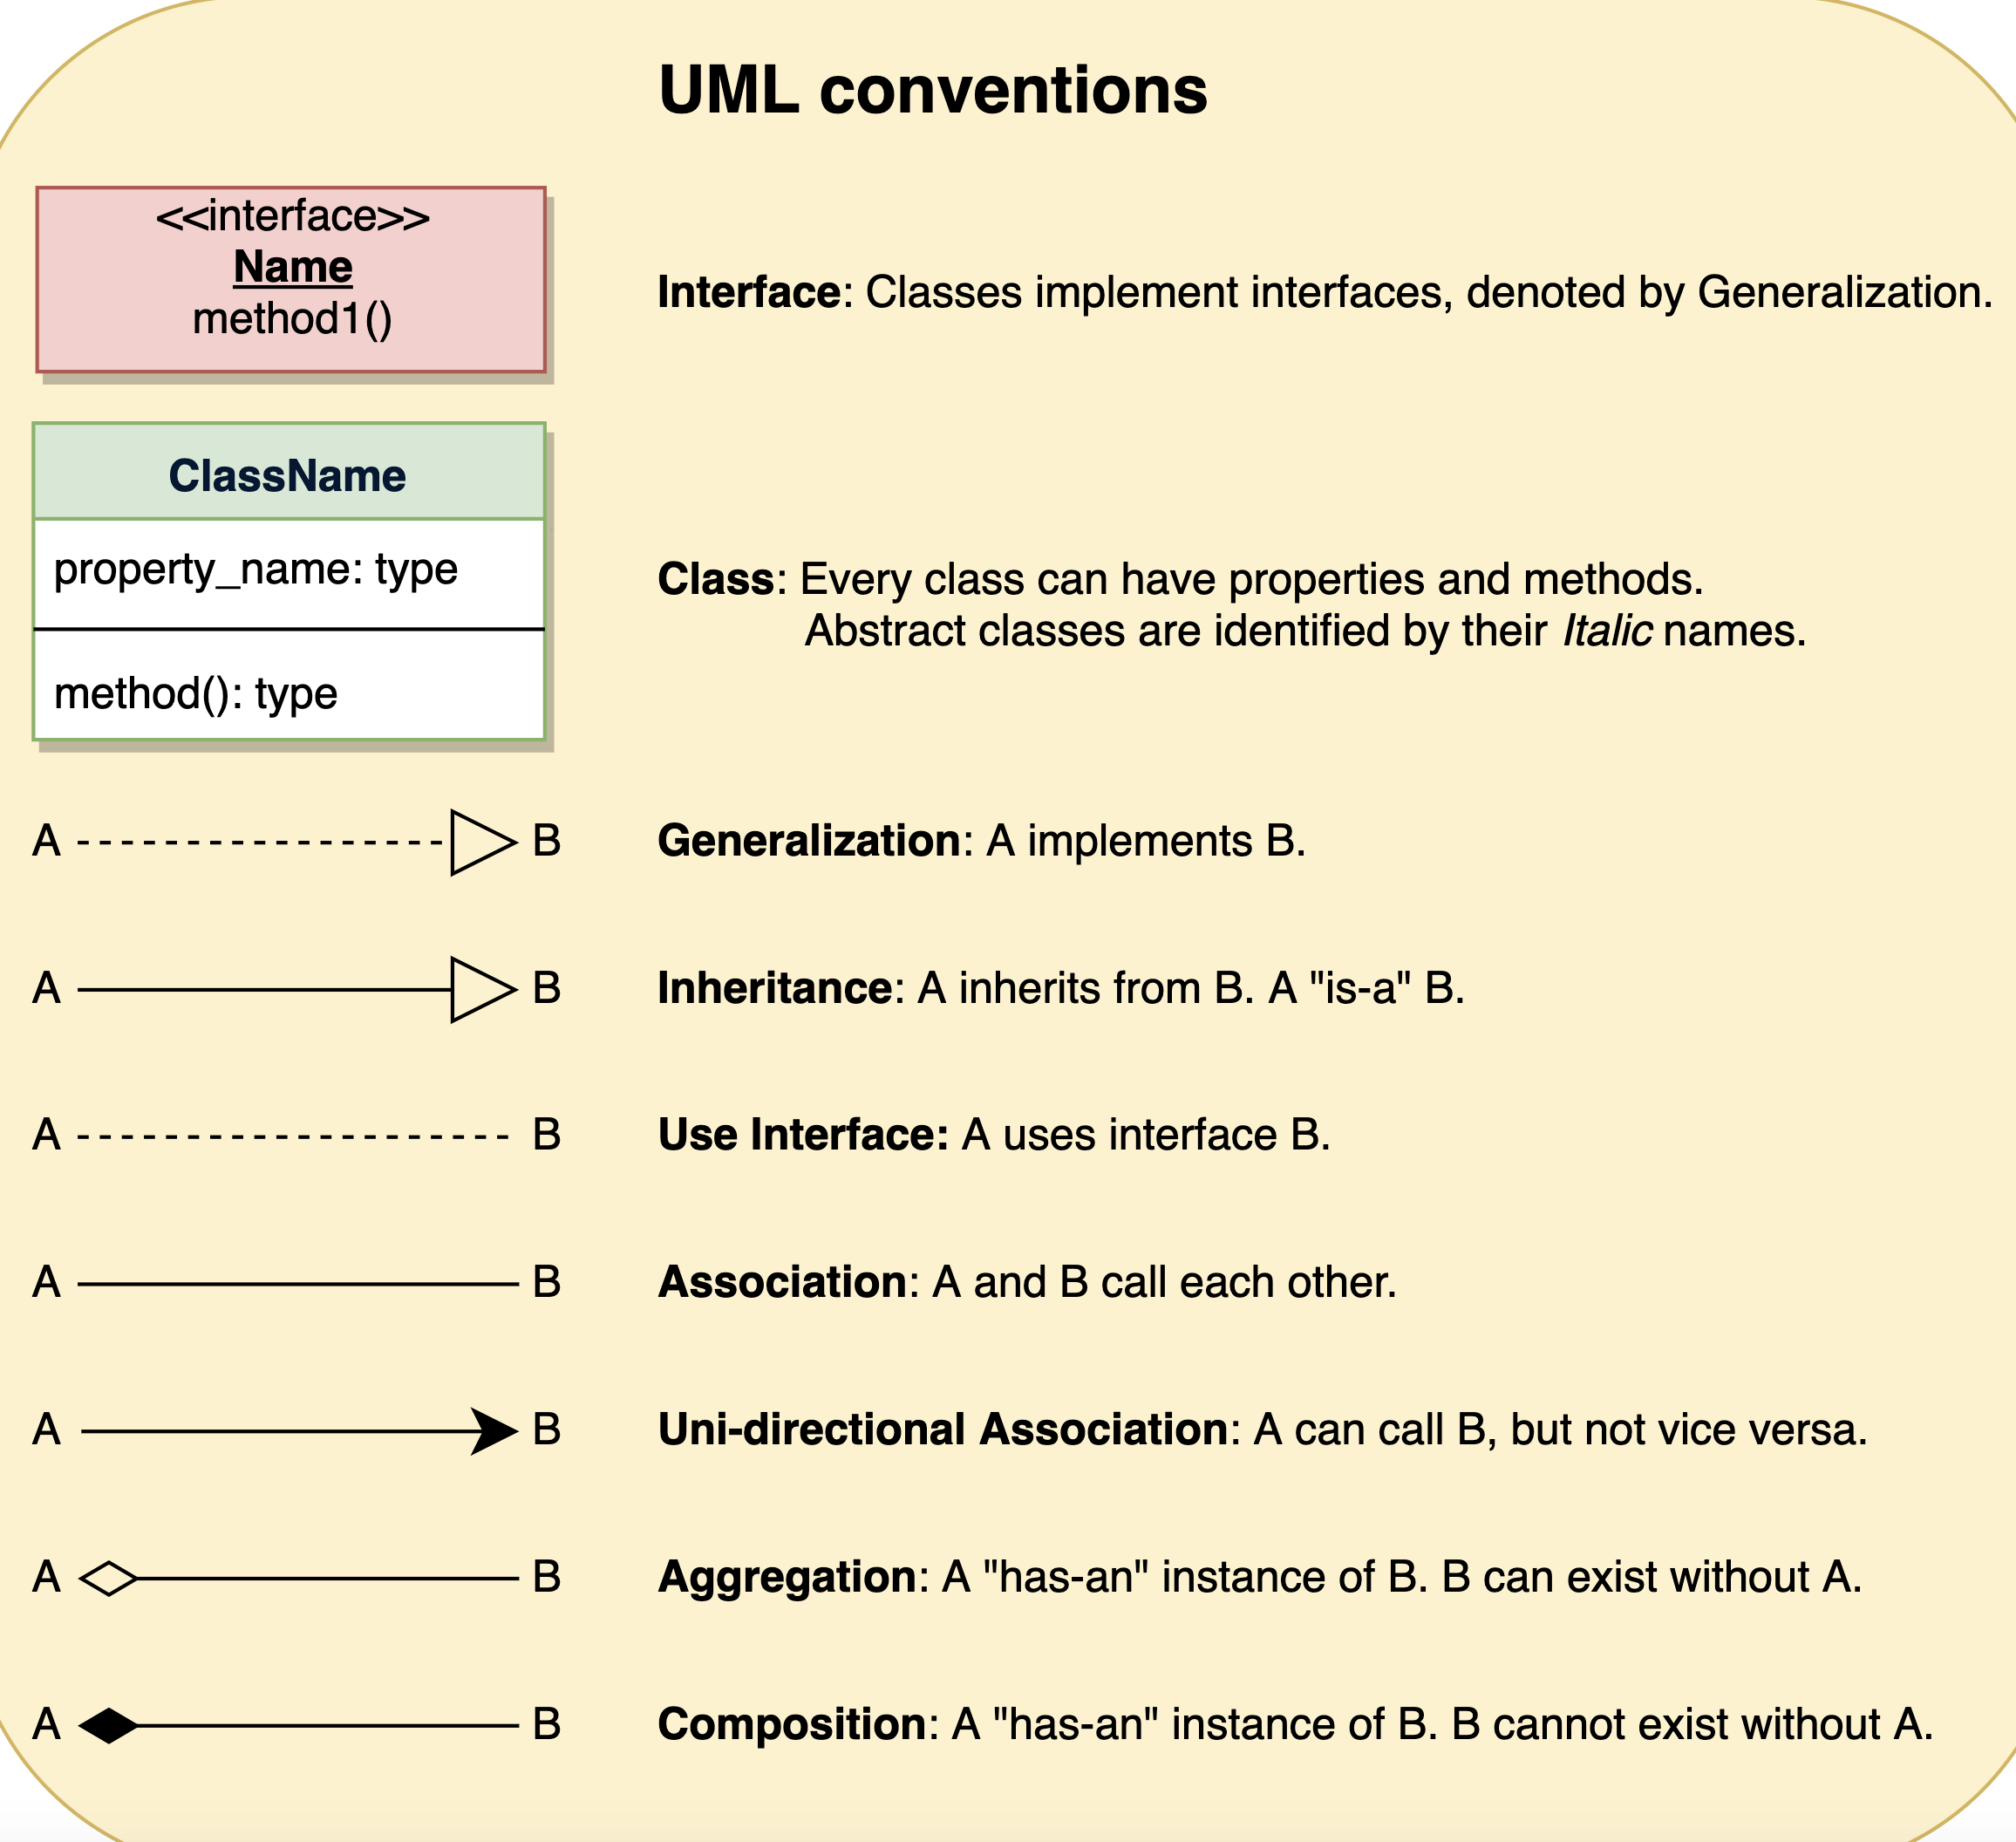 UML conventions
<<interface>>
Name
method1()
Interface: Classes implement interfaces, denoted by Generalization.
ClassName
property_name: type
method(): type
Class: Every class can have properties and methods.
Abstract classes are identified by their Italic names.
A B Generalization: A implements B.
A B Inheritance: A inherits from B. A "is-a" B.
A B Use Interface: A uses interface B.
A B Association: A and B call each other.
A B Uni-directional Association: A can call B, but not vice versa.
A B Aggregation: A "has-an" instance of B. B can exist without A.
A B Composition: A "has-an" instance of B. B cannot exist without A.